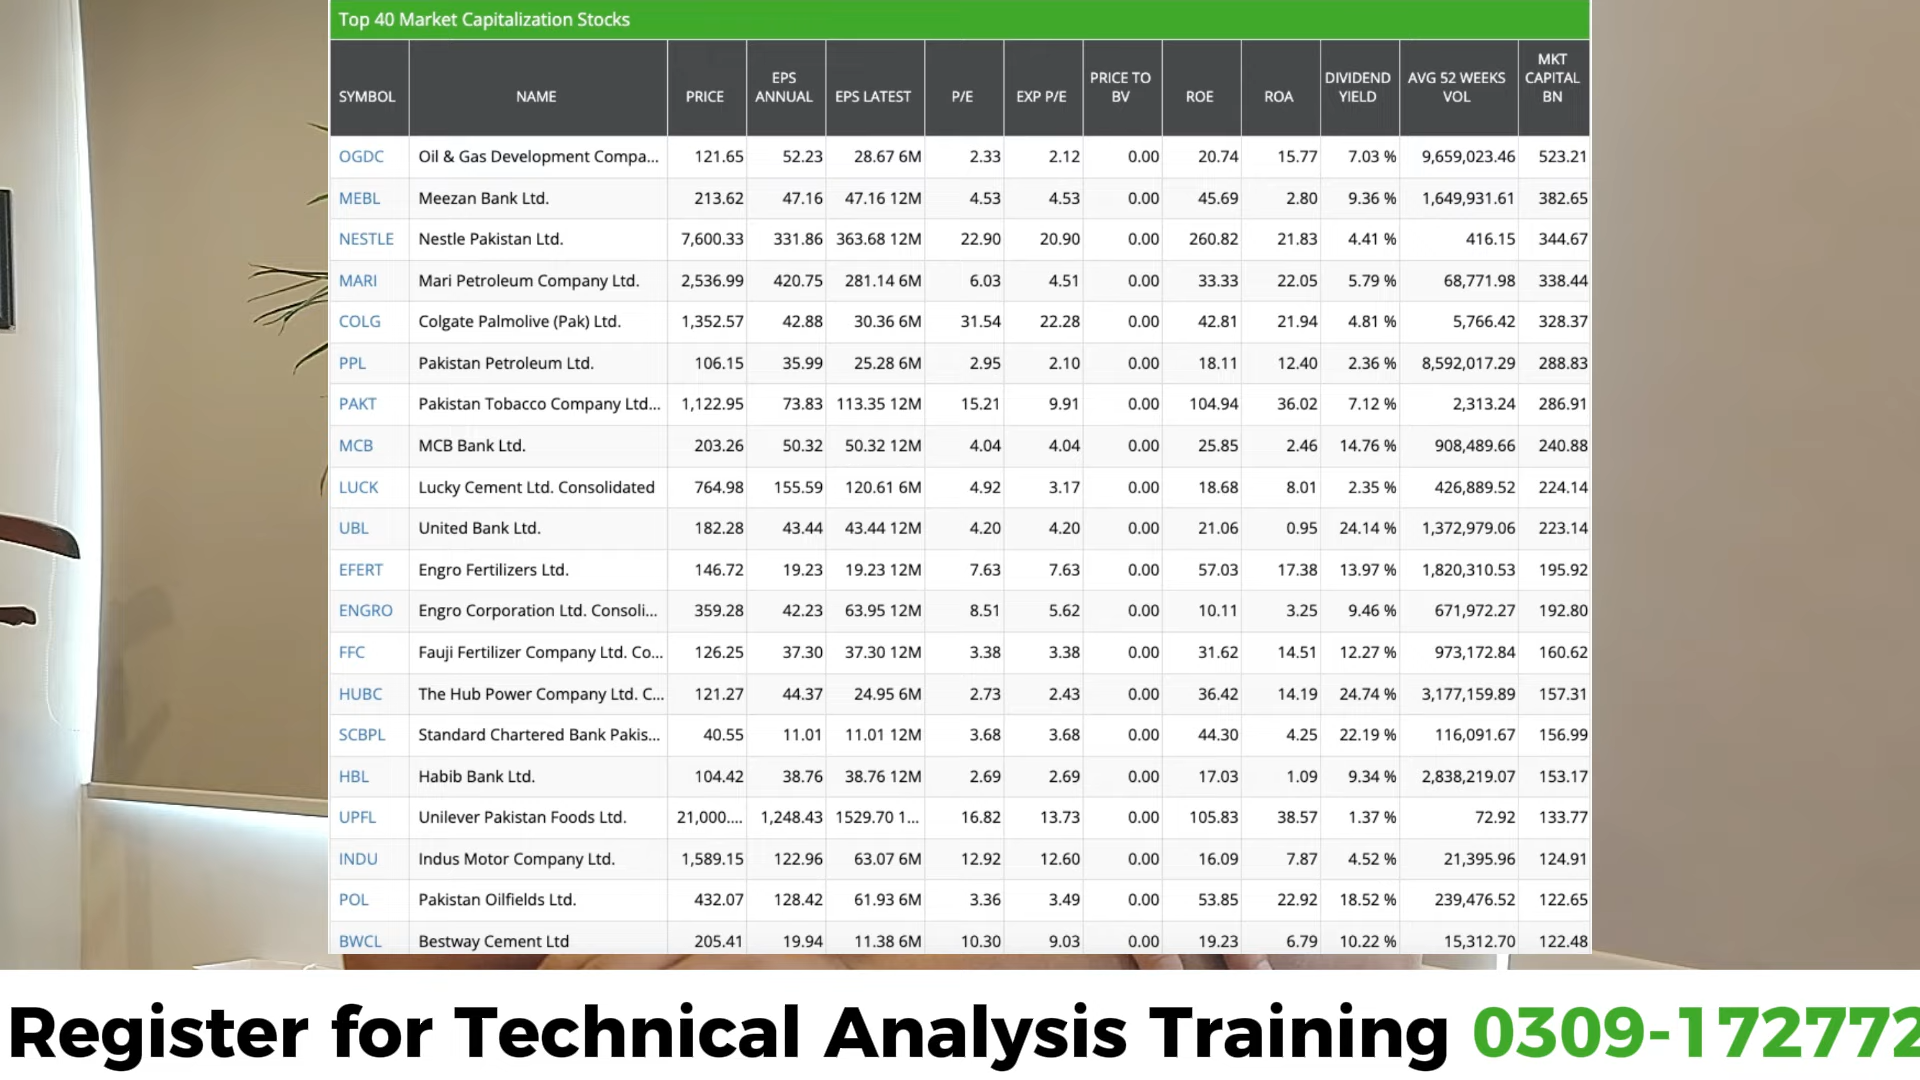 Top 40 Market Capitalization Stocks
SYMBOL NAME PRICE EPS ANNUAL EPS LATEST P/E EXP P/E PRICE TO BV ROE ROA DIVIDEND YIELD AVG 52 WEEKS VOL MKT CAPITAL BN
OGDC Oil & Gas Development Compa... 121.65 52.23 28.67 6M 2.33 2.12 0.00 20.74 15.77 7.03 % 9,659,023.46 523.21
MEBL Meezan Bank Ltd. 213.62 47.16 47.16 12M 4.53 4.53 0.00 45.69 2.80 9.36 % 1,649,931.61 382.65
NESTLE Nestle Pakistan Ltd. 7,600.33 331.86 363.68 12M 22.90 20.90 0.00 260.82 21.83 4.41 % 416.15 344.67
MARI Mari Petroleum Company Ltd. 2,536.99 420.75 281.14 6M 6.03 4.51 0.00 33.33 22.05 5.79 % 68,771.98 338.44
COLG Colgate Palmolive (Pak) Ltd. 1,352.57 42.88 30.36 6M 31.54 22.28 0.00 42.81 21.94 4.81 % 5,766.42 328.37
PPL Pakistan Petroleum Ltd. 106.15 35.99 25.28 6M 2.95 2.10 0.00 18.11 12.40 2.36 % 8,592,017.29 288.83
PAKT Pakistan Tobacco Company Ltd... 1,122.95 73.83 113.35 12M 15.21 9.91 0.00 104.94 36.02 7.12 % 2,313.24 286.91
MCB MCB Bank Ltd. 203.26 50.32 50.32 12M 4.04 4.04 0.00 25.85 2.46 14.76 % 908,489.66 240.88
LUCK Lucky Cement Ltd. Consolidated 764.98 155.59 120.61 6M 4.92 3.17 0.00 18.68 8.01 2.35 % 426,889.52 224.14
UBL United Bank Ltd. 182.28 43.44 43.44 12M 4.20 4.20 0.00 21.06 0.95 24.14 % 1,372,979.06 223.14
EFERT Engro Fertilizers Ltd. 146.72 19.23 19.23 12M 7.63 7.63 0.00 57.03 17.38 13.97 % 1,820,310.53 195.92
ENGRO Engro Corporation Ltd. Consoli... 359.28 42.23 63.95 12M 8.51 5.62 0.00 10.11 3.25 9.46 % 671,972.27 192.80
FFC Fauji Fertilizer Company Ltd. Co... 126.25 37.30 37.30 12M 3.38 3.38 0.00 31.62 14.51 12.27 % 973,172.84 160.62
HUBC The Hub Power Company Ltd. C... 121.27 44.37 24.95 6M 2.73 2.43 0.00 36.42 14.19 24.74 % 3,177,159.89 157.31
SCBPL Standard Chartered Bank Pakis... 40.55 11.01 11.01 12M 3.68 3.68 0.00 44.30 4.25 22.19 % 116,091.67 156.99
HBL Habib Bank Ltd. 104.42 38.76 38.76 12M 2.69 2.69 0.00 17.03 1.09 9.34 % 2,838,219.07 153.17
UPFL Unilever Pakistan Foods Ltd. 21,000.... 1,248.43 1529.70 1... 16.82 13.73 0.00 105.83 38.57 1.37 % 72.92 133.77
INDU Indus Motor Company Ltd. 1,589.15 122.96 63.07 6M 12.92 12.60 0.00 16.09 7.87 4.52 % 21,395.96 124.91
POL Pakistan Oilfields Ltd. 432.07 128.42 61.93 6M 3.36 3.49 0.00 53.85 22.92 18.52 % 239,476.52 122.65
BWCL Bestway Cement Ltd 205.41 19.94 11.38 6M 10.30 9.03 0.00 19.23 6.79 10.22 % 15,312.70 122.48
Register for Technical Analysis Training 0309-172772